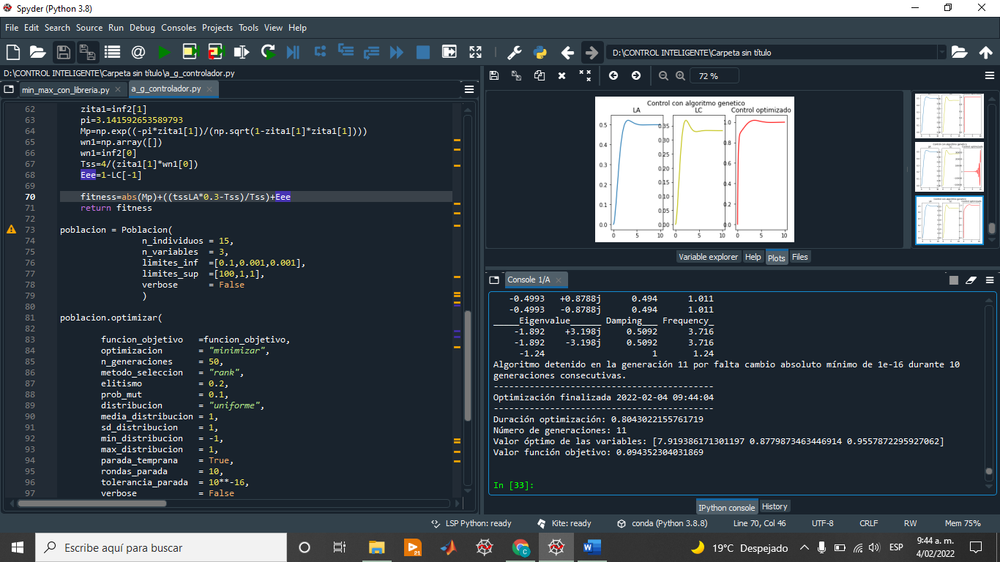 Spyder (Python 3.8)
File Edit Search Source Run Debug Consoles Projects Tools View Help
D:\CONTROL INTELIGENTE\Carpeta sin título
D:\CONTROL INTELIGENTE\Carpeta sin título\a_g_controlador.py
min_max_con_libreria.py
a_g_controlador.py
62 zita1=inf2[1]
63 pi=3.141592653589793
64 Mp=np.exp((-pi*zita1[1])/(np.sqrt(1-zita1[1]*zita1[1])))
65 wn1=np.array([])
66 wn1=inf2[0]
67 Tss=4/(zita1[1]*wn1[0])
68 Eee=1-LC[-1]
69
70 fitness=abs(Mp)+((tssLA*0.3-Tss)/Tss)+Eee
71 return fitness
72
73 poblacion = Poblacion(
74 n_individuos = 15,
75 n_variables = 3,
76 limites_inf =[0.1,0.001,0.001],
77 limites_sup =[100,1,1],
78 verbose = False
79 )
80
81 poblacion.optimizar(
82
83 funcion_objetivo =funcion_objetivo,
84 optimizacion = "minimizar",
85 n_generaciones = 50,
86 metodo_seleccion = "rank",
87 elitismo = 0.2,
88 prob_mut = 0.1,
89 distribucion = "uniforme",
90 media_distribucion = 1,
91 sd_distribucion = 1,
92 min_distribucion = -1,
93 max_distribucion = 1,
94 parada_temprana = True,
95 rondas_parada = 10,
96 tolerancia_parada = 10**-16,
97 verbose = False
72 %
Control con algoritmo genetico
LA LC Control optimizado
0.5
0.4
0.3
0.2
0.1
0.0
0 5 10
0.35
0.30
0.25
0.20
0.15
0.10
0.05
0.00
0 5 10
1.0
0.8
0.6
0.4
0.2
0.0
0 5 10
Variable explorer Help Plots Files
Console 1/A
-0.4993 +0.8788j 0.494 1.011
-0.4993 -0.8788j 0.494 1.011
_____Eigenvalue______ Damping___ Frequency_
-1.892 +3.198j 0.5092 3.716
-1.892 -3.198j 0.5092 3.716
-1.24 1 1.24
Algoritmo detenido en la generación 11 por falta cambio absoluto mínimo de 1e-16 durante 10
generaciones consecutivas.
-----------------------------------------
Optimización finalizada 2022-02-04 09:44:04
-----------------------------------------
Duración optimización: 0.8043022155761719
Número de generaciones: 11
Valor óptimo de las variables: [7.919386171301197 0.8779873463446914 0.9557872295927062]
Valor función objetivo: 0.094352304031869
In [33]:
IPython console History
LSP Python: ready Kite: ready conda (Python 3.8.8) Line 70, Col 46 UTF-8 CRLF RW Mem 75%
Escribe aquí para buscar
19°C Despejado
ESP
9:44 a. m.
4/02/2022